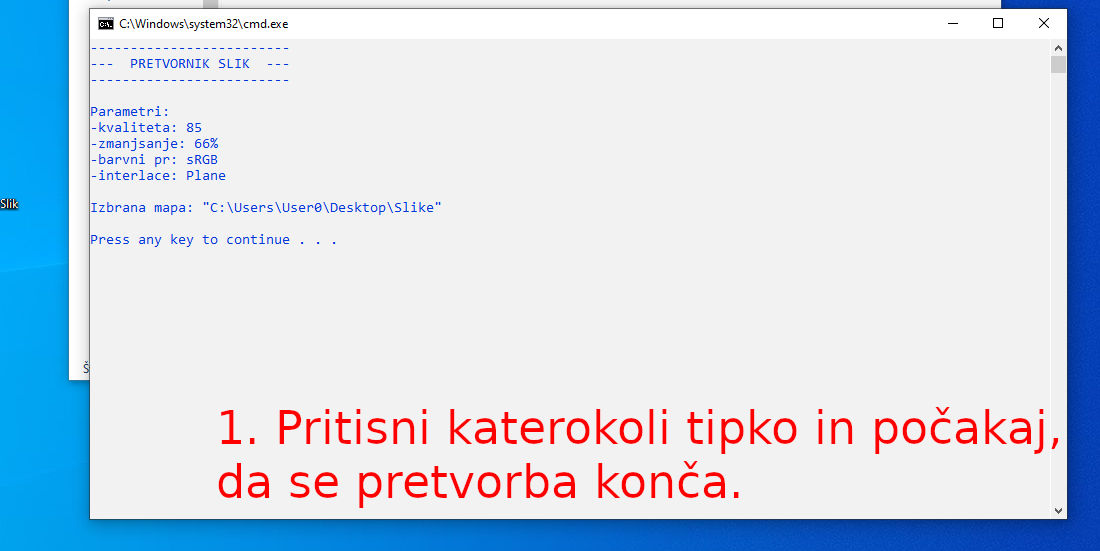 C:\Windows\system32\cmd.exe
-------------------------
---  PRETVORNIK SLIK  ---
-------------------------
Parametri:
-kvaliteta: 85
-zmanjsanje: 66%
-barvni pr: sRGB
-interlace: Plane
Slik
Izbrana mapa: "C:\Users\User0\Desktop\Slike"
Press any key to continue . . .
1. Pritisni katerokoli tipko in počakaj,
da se pretvorba konča.